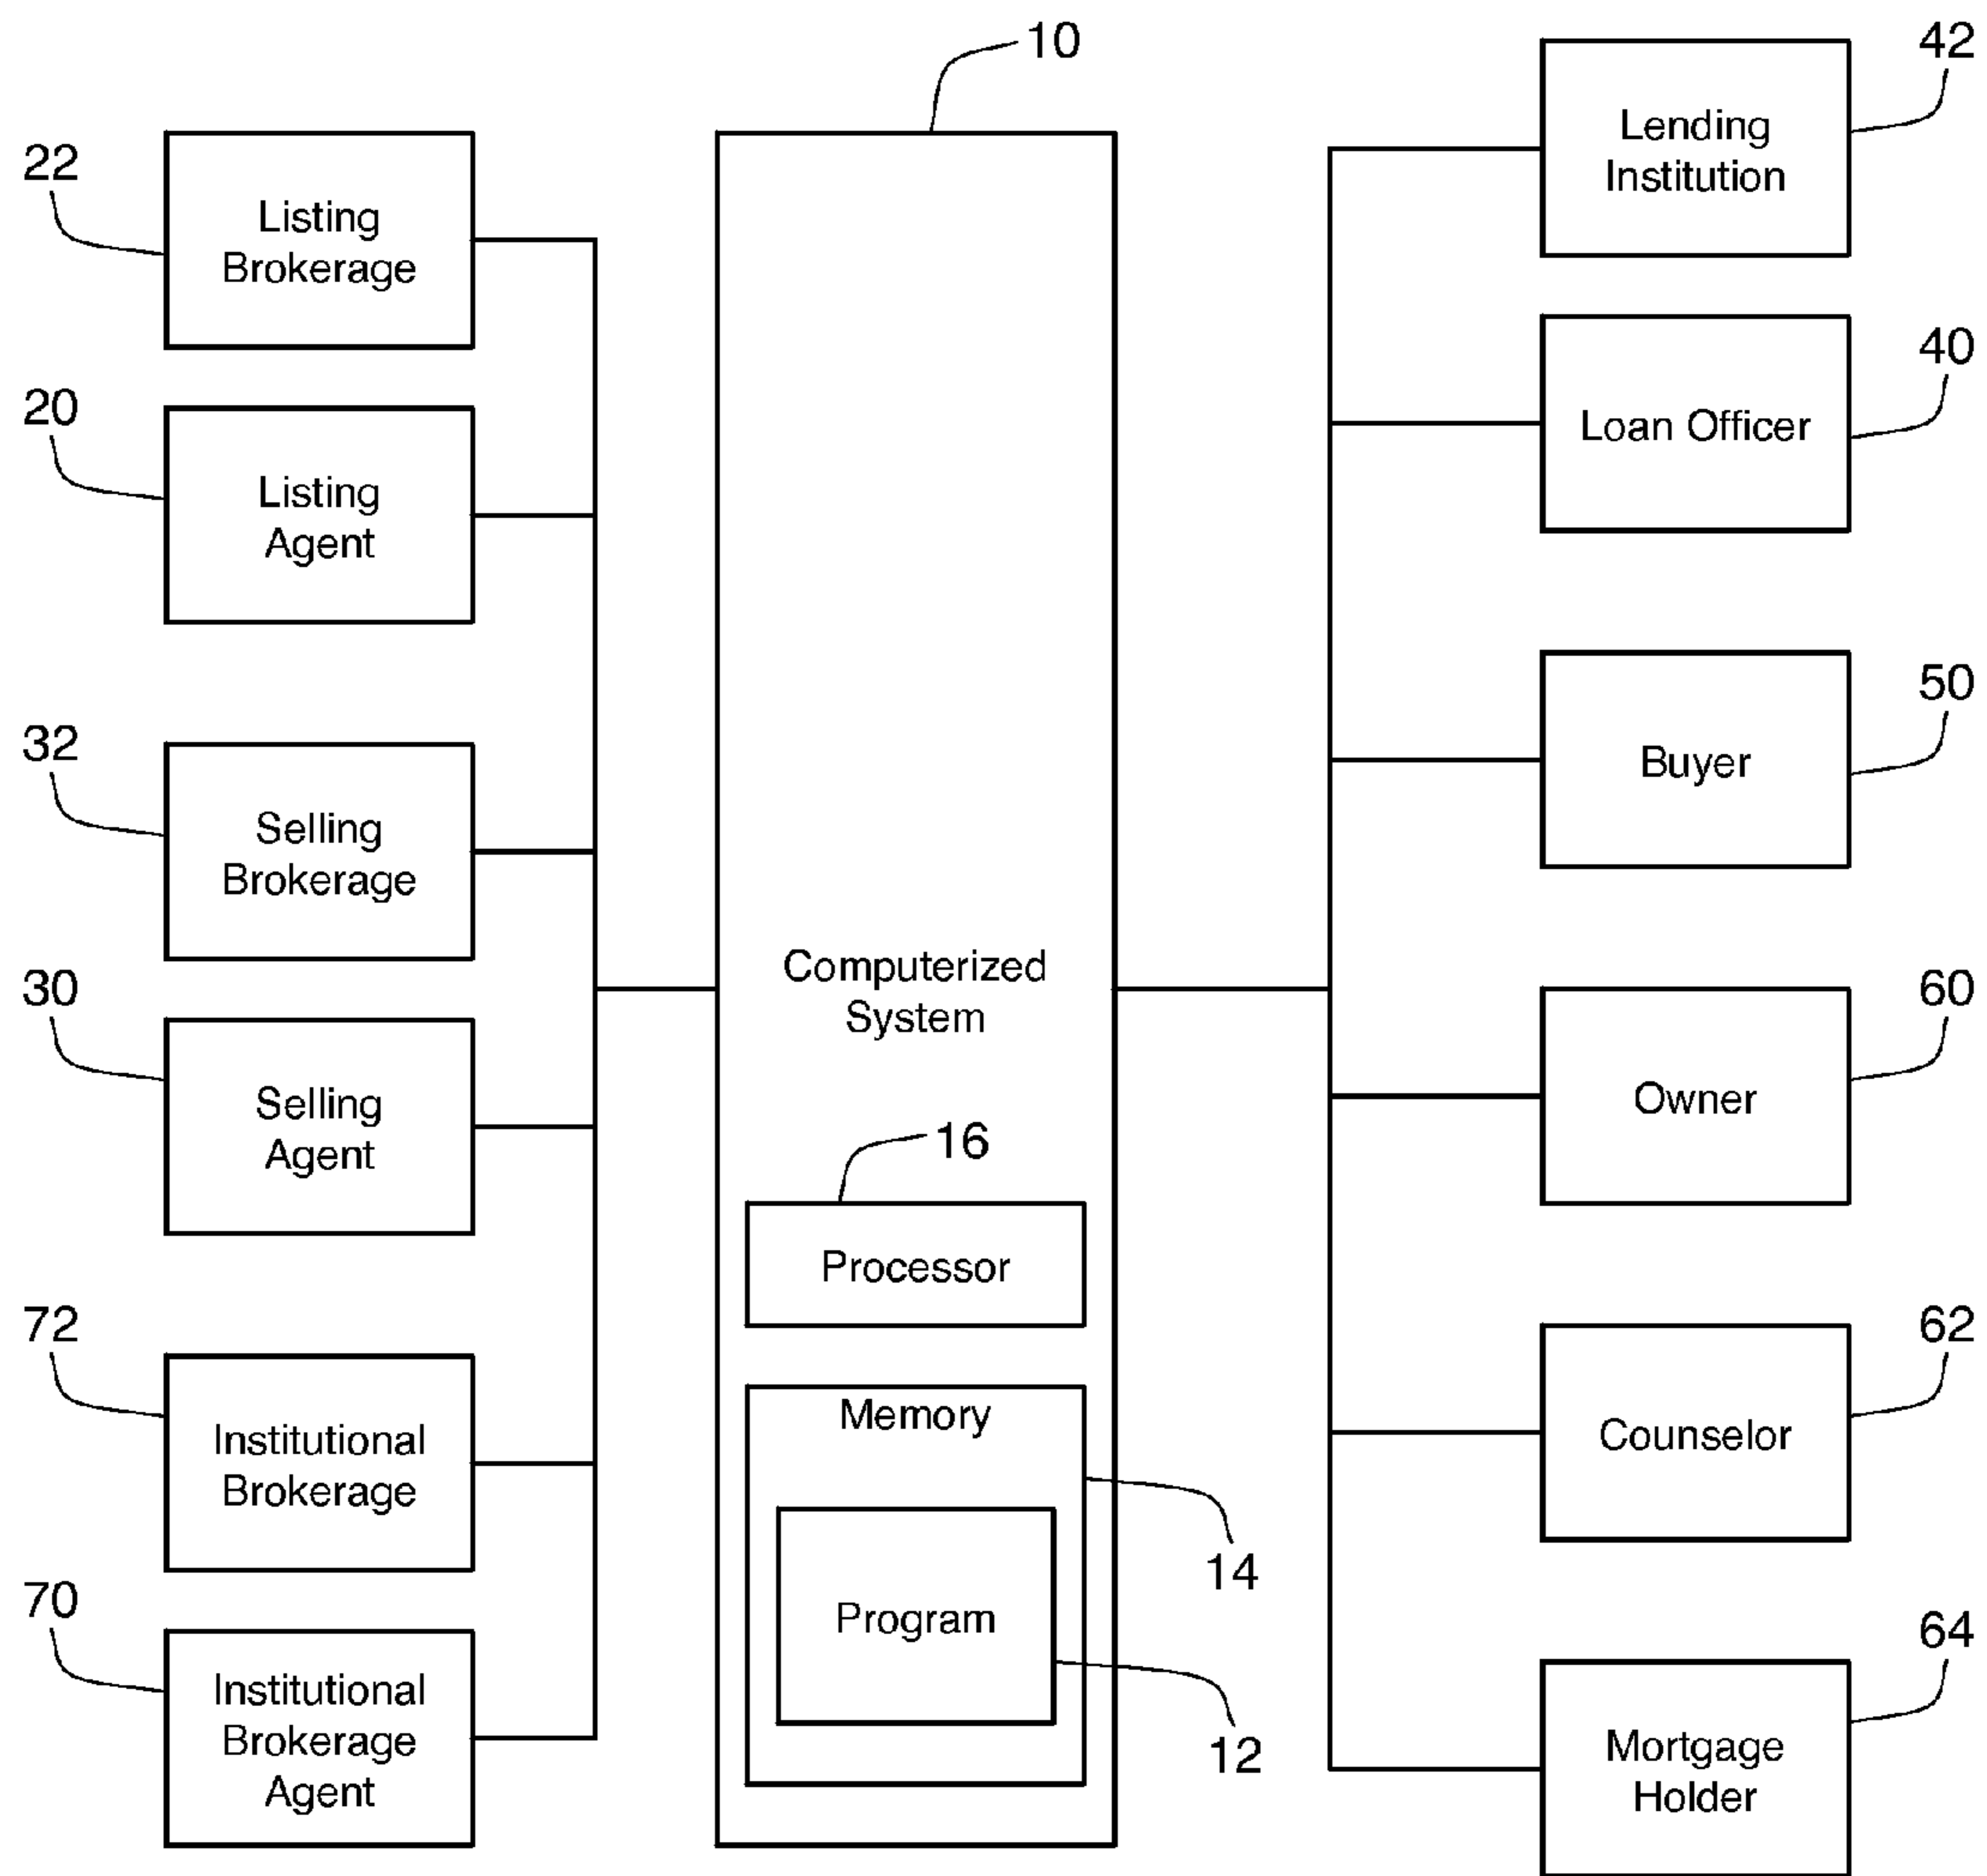 10
22
Listing
Brokerage
20
Listing
Agent
32
Selling
Brokerage
30
Selling
Agent
72
Institutional
Brokerage
70
Institutional
Brokerage
Agent
Computerized
System
16
Processor
Memory
14
Program
12
42
Lending
Institution
40
Loan Officer
50
Buyer
60
Owner
62
Counselor
64
Mortgage
Holder